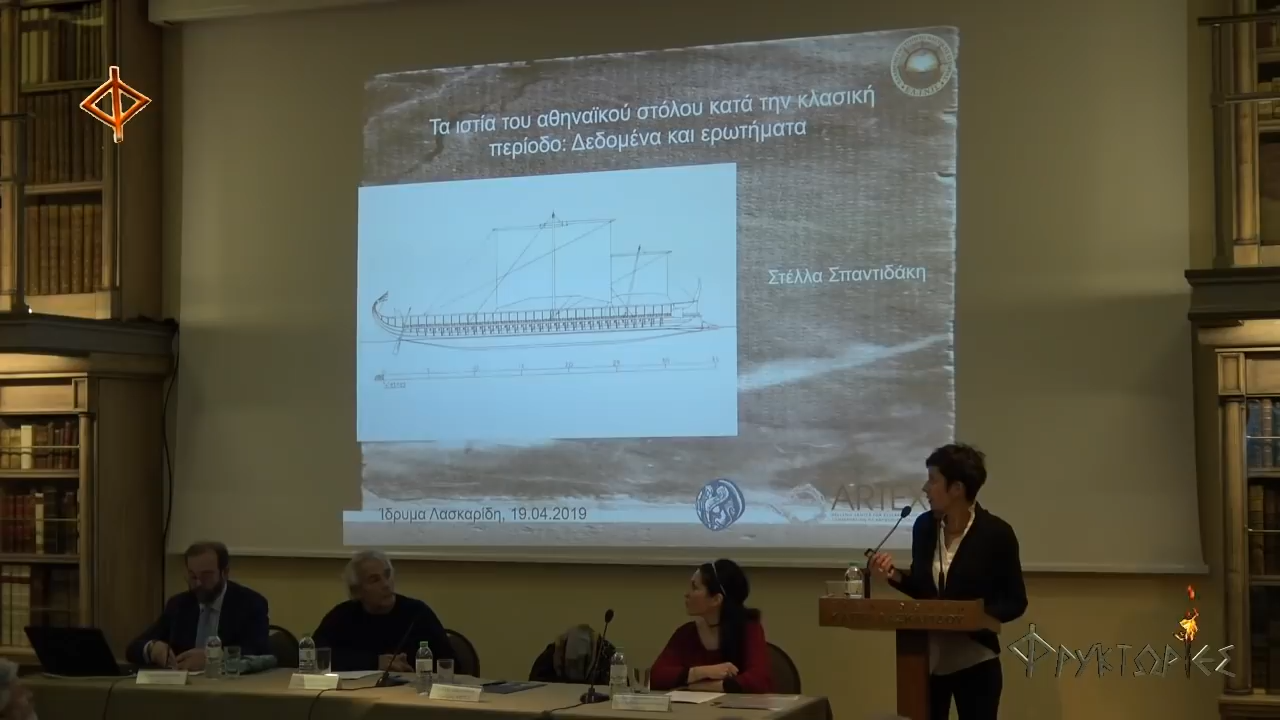 Τα ιστία του αθηναϊκού στόλου κατά την κλασική
περίοδο: Δεδομένα και ερωτήματα
Στέλλα Σπαντιδάκη
Ίδρυμα Λασκαρίδη, 19.04.2019
ARTEX
Φρυκτωρίες